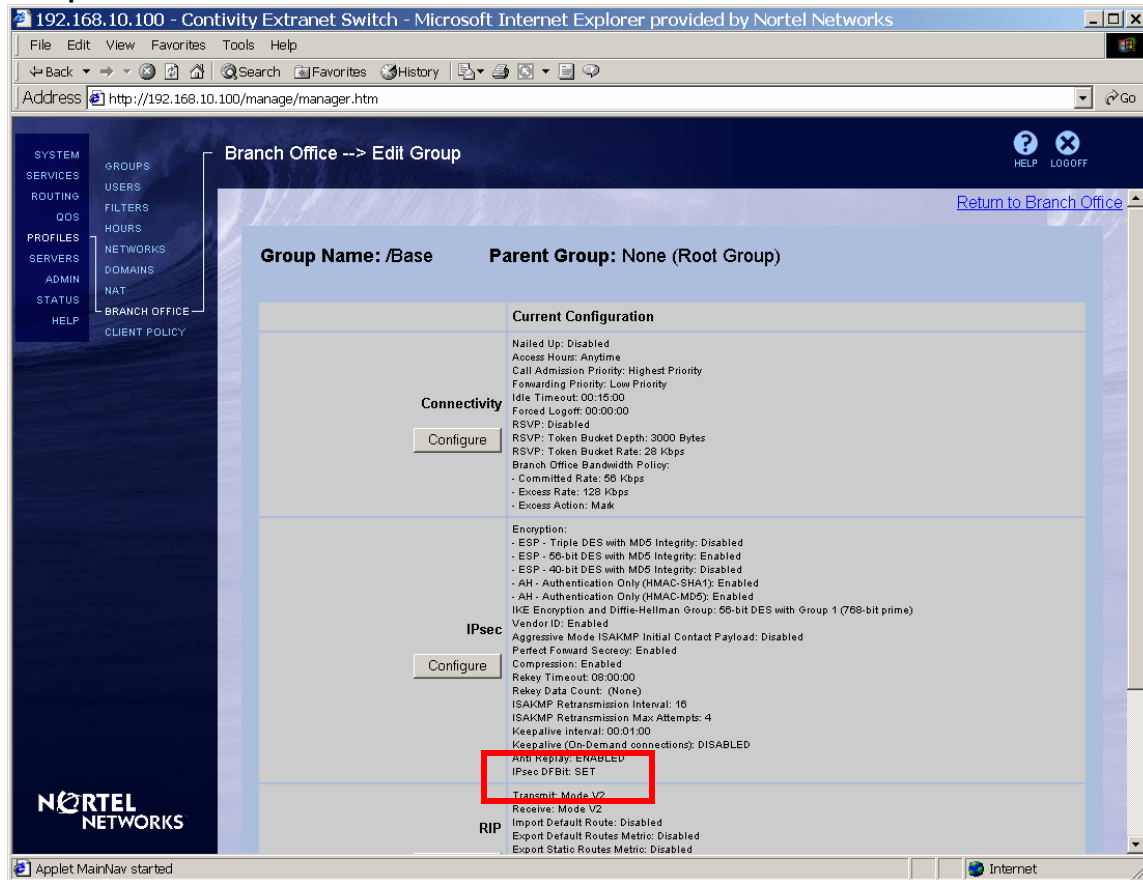 192.168.10.100 - Contivity Extranet Switch - Microsoft Internet Explorer provided by Nortel Networks
File Edit View Favorites Tools Help
Back Search Favorites History
Address http://192.168.10.100/manage/manager.htm Go
SYSTEM
SERVICES
ROUTING
QOS
PROFILES
SERVERS
ADMIN
STATUS
HELP
GROUPS
USERS
FILTERS
HOURS
NETWORKS
DOMAINS
NAT
BRANCH OFFICE
CLIENT POLICY
Branch Office --> Edit Group
HELP LOGOFF
Return to Branch Office
Group Name: /Base Parent Group: None (Root Group)
Current Configuration
Connectivity
Configure
Nailed Up: Disabled
Access Hours: Anytime
Call Admission Priority: Highest Priority
Forwarding Priority: Low Priority
Idle Timeout: 00:15:00
Forced Logoff: 00:00:00
RSVP: Disabled
RSVP: Token Bucket Depth: 3000 Bytes
RSVP: Token Bucket Rate: 28 Kbps
Branch Office Bandwidth Policy:
- Committed Rate: 56 Kbps
- Excess Rate: 128 Kbps
- Excess Action: Mark
IPsec
Configure
Encryption:
- ESP - Triple DES with MD5 Integrity: Disabled
- ESP - 56-bit DES with MD5 Integrity: Enabled
- ESP - 40-bit DES with MD5 Integrity: Disabled
- AH - Authentication Only (HMAC-SHA1): Enabled
- AH - Authentication Only (HMAC-MD5): Enabled
IKE Encryption and Diffie-Hellman Group: 56-bit DES with Group 1 (768-bit prime)
Vendor ID: Enabled
Aggressive Mode ISAKMP Initial Contact Payload: Disabled
Perfect Forward Secrecy: Enabled
Compression: Enabled
Rekey Timeout: 08:00:00
Rekey Data Count: (None)
ISAKMP Retransmission Interval: 16
ISAKMP Retransmission Max Attempts: 4
Keepalive interval: 00:01:00
Keepalive (On-Demand connections): DISABLED
Anti Replay: ENABLED
IPsec DFBit: SET
RIP
Transmit: Mode V2
Receive: Mode V2
Import Default Route: Disabled
Export Default Routes Metric: Disabled
Export Static Routes Metric: Disabled
NORTEL
NETWORKS
Applet MainNav started Internet